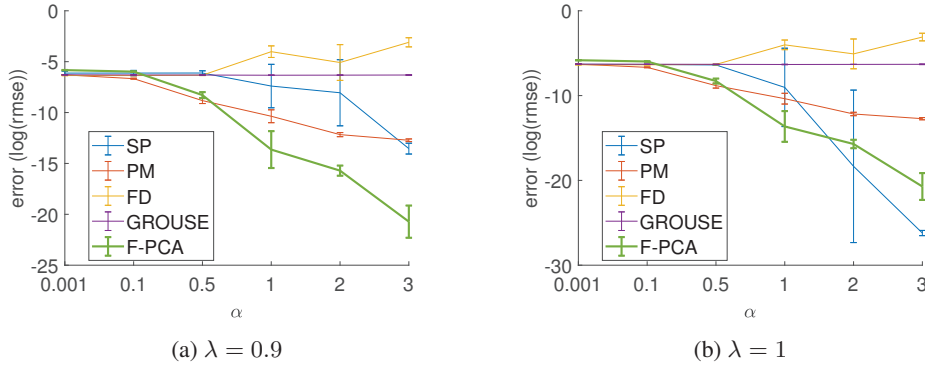 0
-5
-10
-15
-20
-25
error (log(rmse))
SP
PM
FD
GROUSE
F-PCA
0.001 0.1 0.5 1 2 3
α
(a) λ = 0.9
0
-10
-20
-30
error (log(rmse))
SP
PM
FD
GROUSE
F-PCA
0.001 0.1 0.5 1 2 3
α
(b) λ = 1